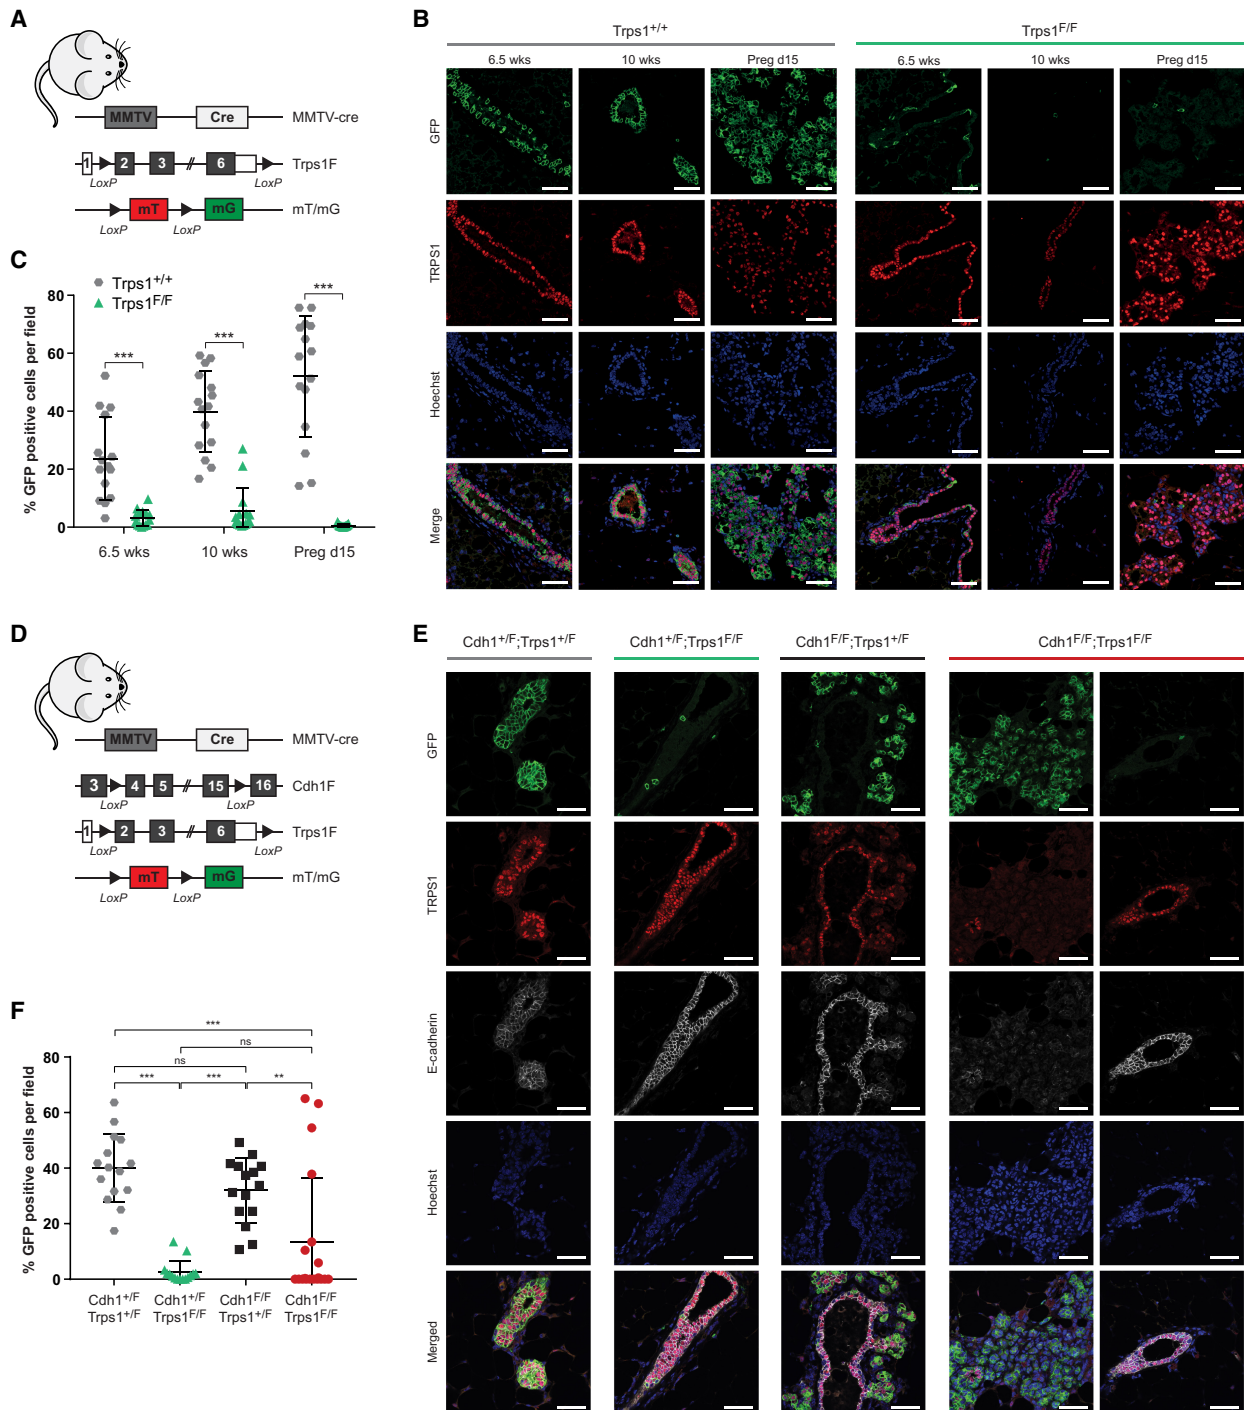 A
MMTV Cre MMTV-cre
1 2 3 // 6 Trps1F
LoxP LoxP
mT mG mT/mG
LoxP LoxP
B
Trps1+/+ Trps1F/F
6.5 wks 10 wks Preg d15 6.5 wks 10 wks Preg d15
GFP
TRPS1
Hoechst
Merge
C
Trps1+/+
Trps1F/F
% GFP positive cells per field
80
60
40
20
0
*** *** ***
6.5 wks 10 wks Preg d15
D
MMTV Cre MMTV-cre
3 4 5 // 15 16 Cdh1F
LoxP LoxP
1 2 3 // 6 Trps1F
LoxP LoxP
mT mG mT/mG
LoxP LoxP
E
Cdh1+/F;Trps1+/F Cdh1+/F;Trps1F/F Cdh1F/F;Trps1+/F Cdh1F/F;Trps1F/F
GFP
TRPS1
E-cadherin
Hoechst
Merged
F
% GFP positive cells per field
80
60
40
20
0
***
ns
ns
*** *** **
Cdh1+/F Cdh1+/F Cdh1F/F Cdh1F/F
Trps1+/F Trps1F/F Trps1+/F Trps1F/F